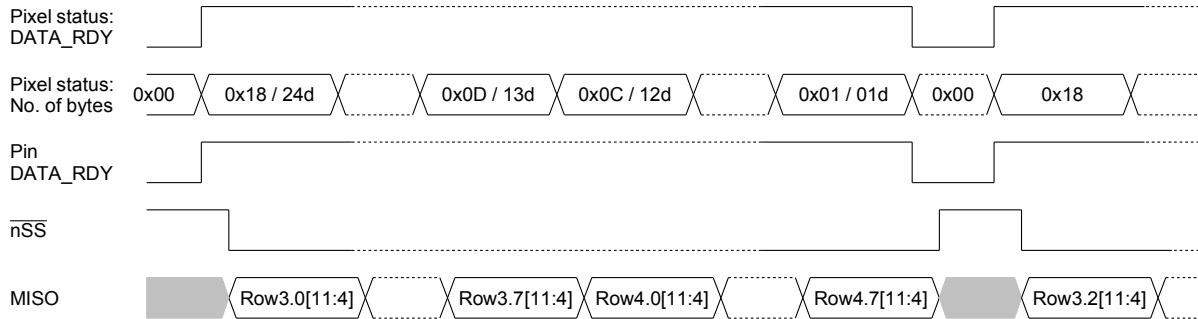 Pixel status:
DATA_RDY
Pixel status:
No. of bytes
0x00 0x18 / 24d 0x0D / 13d 0x0C / 12d 0x01 / 01d 0x00 0x18
Pin
DATA_RDY
nSS
MISO
Row3.0[11:4] Row3.7[11:4] Row4.0[11:4] Row4.7[11:4] Row3.2[11:4]